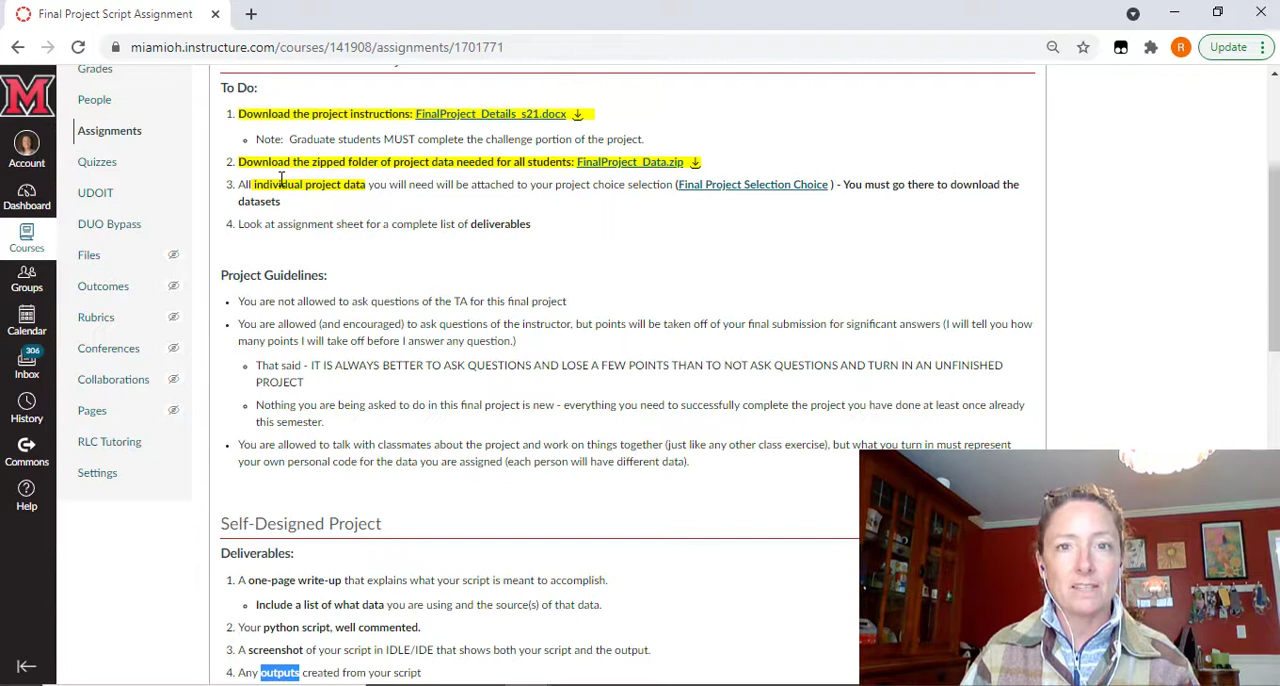 Final Project Script Assignment
miamioh.instructure.com/courses/141908/assignments/1701771
R
Update
M
Account
Dashboard
Courses
Groups
Calendar
306
Inbox
History
Commons
Help
Grades
People
Assignments
Quizzes
UDOIT
DUO Bypass
Files
Outcomes
Rubrics
Conferences
Collaborations
Pages
RLC Tutoring
Settings
To Do:
1. Download the project instructions: FinalProject_Details_s21.docx
Note: Graduate students MUST complete the challenge portion of the project.
2. Download the zipped folder of project data needed for all students: FinalProject_Data.zip
3. All individual project data you will need will be attached to your project choice selection (Final Project Selection Choice ) - You must go there to download the
datasets
4. Look at assignment sheet for a complete list of deliverables
Project Guidelines:
You are not allowed to ask questions of the TA for this final project
You are allowed (and encouraged) to ask questions of the instructor, but points will be taken off of your final submission for significant answers (I will tell you how
many points I will take off before I answer any question.)
That said - IT IS ALWAYS BETTER TO ASK QUESTIONS AND LOSE A FEW POINTS THAN TO NOT ASK QUESTIONS AND TURN IN AN UNFINISHED
PROJECT
Nothing you are being asked to do in this final project is new - everything you need to successfully complete the project you have done at least once already
this semester.
You are allowed to talk with classmates about the project and work on things together (just like any other class exercise), but what you turn in must represent
your own personal code for the data you are assigned (each person will have different data).
Self-Designed Project
Deliverables:
1. A one-page write-up that explains what your script is meant to accomplish.
Include a list of what data you are using and the source(s) of that data.
2. Your python script, well commented.
3. A screenshot of your script in IDLE/IDE that shows both your script and the output.
4. Any outputs created from your script